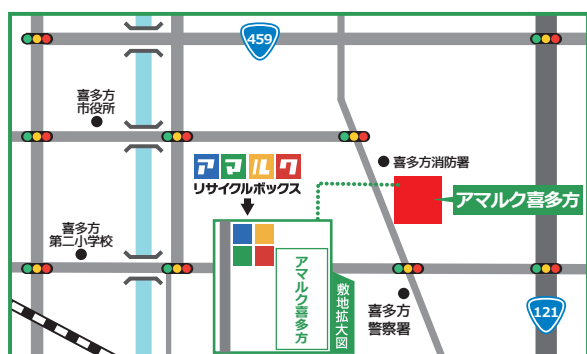 459
喜多方
市役所
喜多方消防署
アマルク
リサイクルボックス
アマルク喜多方
喜多方
第二小学校
アマルク喜多方
敷地拡大図
喜多方
警察署
121